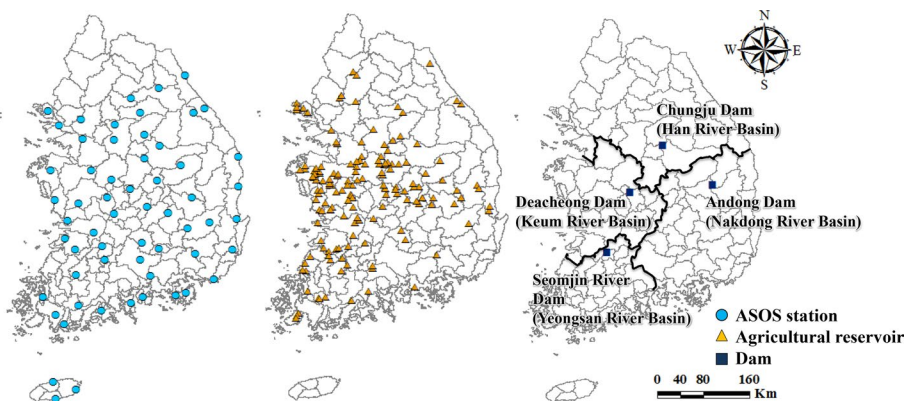 N
W E
S
Chungju Dam
(Han River Basin)
Deacheong Dam
(Keum River Basin)
Andong Dam
(Nakdong River Basin)
Seomjin River
Dam
(Yeongsan River Basin)
ASOS station
Agricultural reservoir
Dam
0 40 80 160
Km